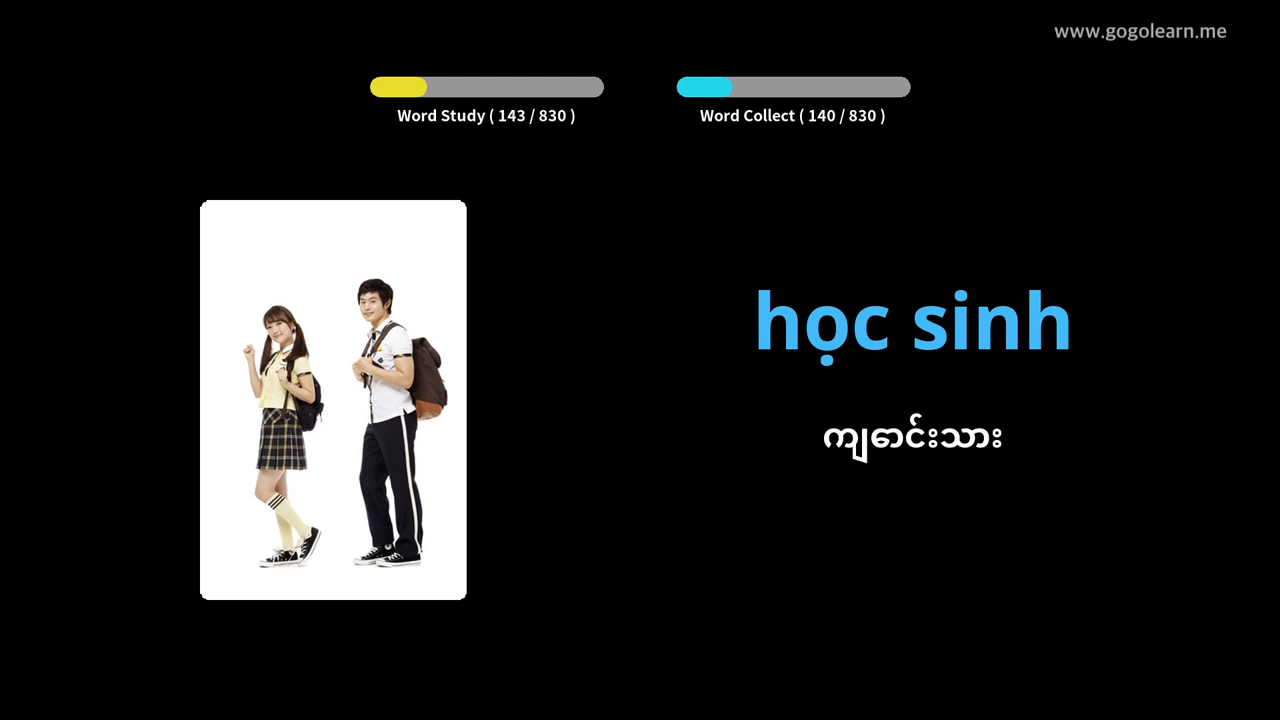 www.gogolearn.me
Word Study ( 143 / 830 )
Word Collect ( 140 / 830 )
học sinh
ကျောင်းသား